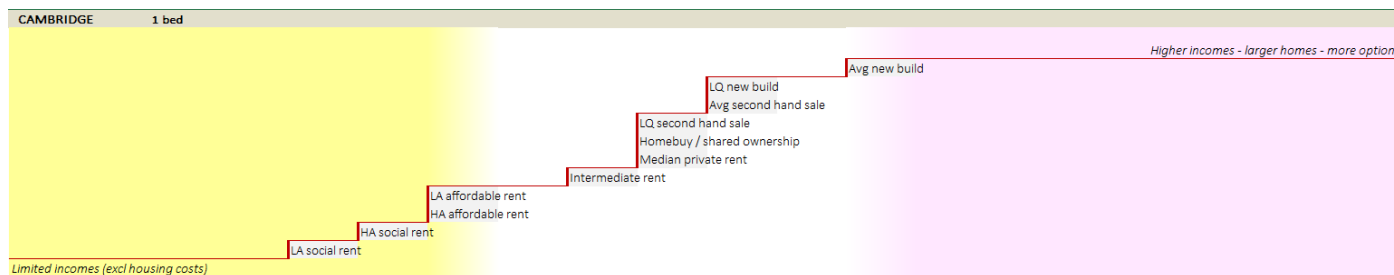 CAMBRIDGE 1 bed
Higher incomes - larger homes - more option
Avg new build
LQ new build
Avg second hand sale
LQ second hand sale
Homebuy / shared ownership
Median private rent
Intermediate rent
LA affordable rent
HA affordable rent
HA social rent
LA social rent
Limited incomes (excl housing costs)